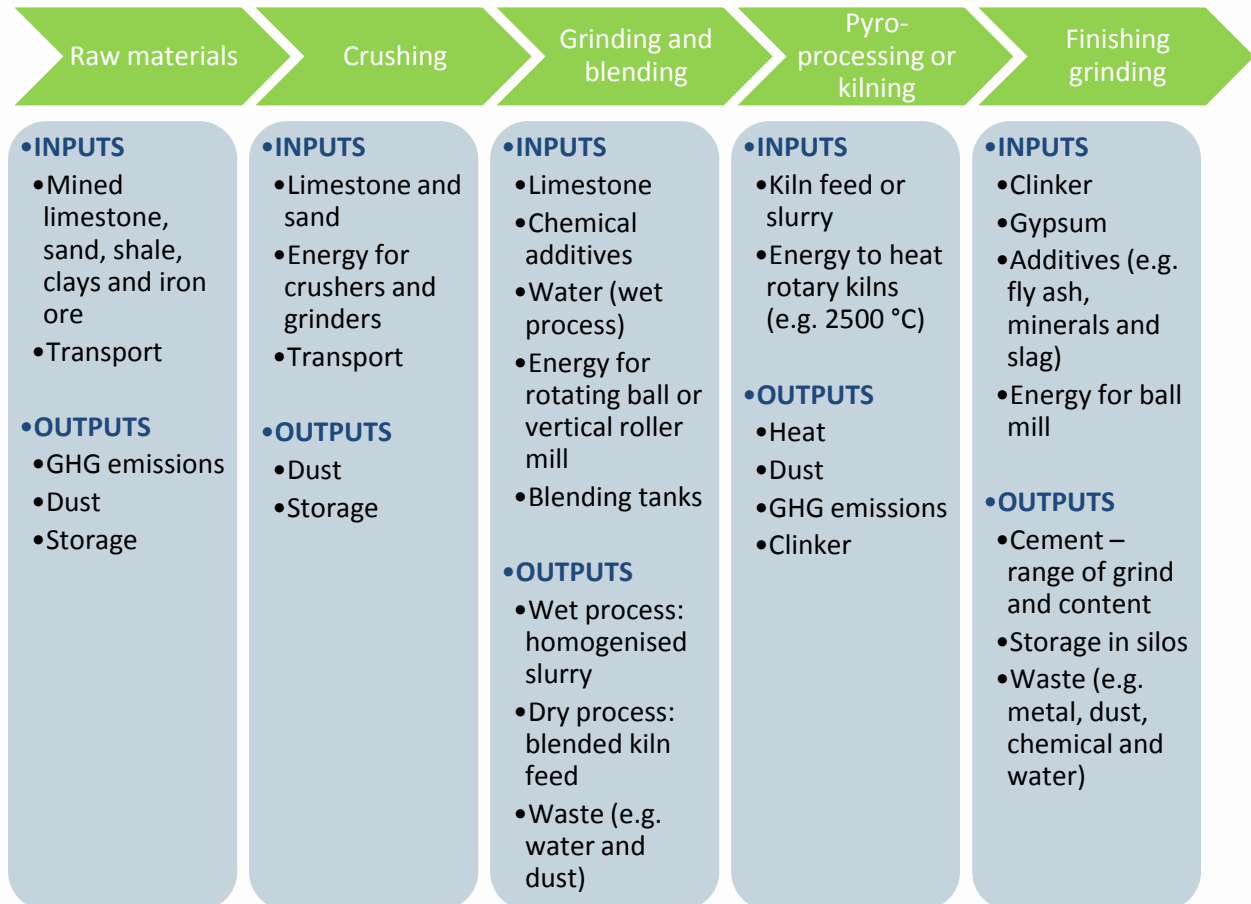 Raw materials
Crushing
Grinding and
blending
Pyro-
processing or
kilning
Finishing
grinding
•INPUTS
•Mined
limestone,
sand, shale,
clays and iron
ore
•Transport
•OUTPUTS
•GHG emissions
•Dust
•Storage
•INPUTS
•Limestone and
sand
•Energy for
crushers and
grinders
•Transport
•OUTPUTS
•Dust
•Storage
•INPUTS
•Limestone
•Chemical
additives
•Water (wet
process)
•Energy for
rotating ball or
vertical roller
mill
•Blending tanks
•OUTPUTS
•Wet process:
homogenised
slurry
•Dry process:
blended kiln
feed
•Waste (e.g.
water and
dust)
•INPUTS
•Kiln feed or
slurry
•Energy to heat
rotary kilns
(e.g. 2500 °C)
•OUTPUTS
•Heat
•Dust
•GHG emissions
•Clinker
•INPUTS
•Clinker
•Gypsum
•Additives (e.g.
fly ash,
minerals and
slag)
•Energy for ball
mill
•OUTPUTS
•Cement –
range of grind
and content
•Storage in silos
•Waste (e.g.
metal, dust,
chemical and
water)